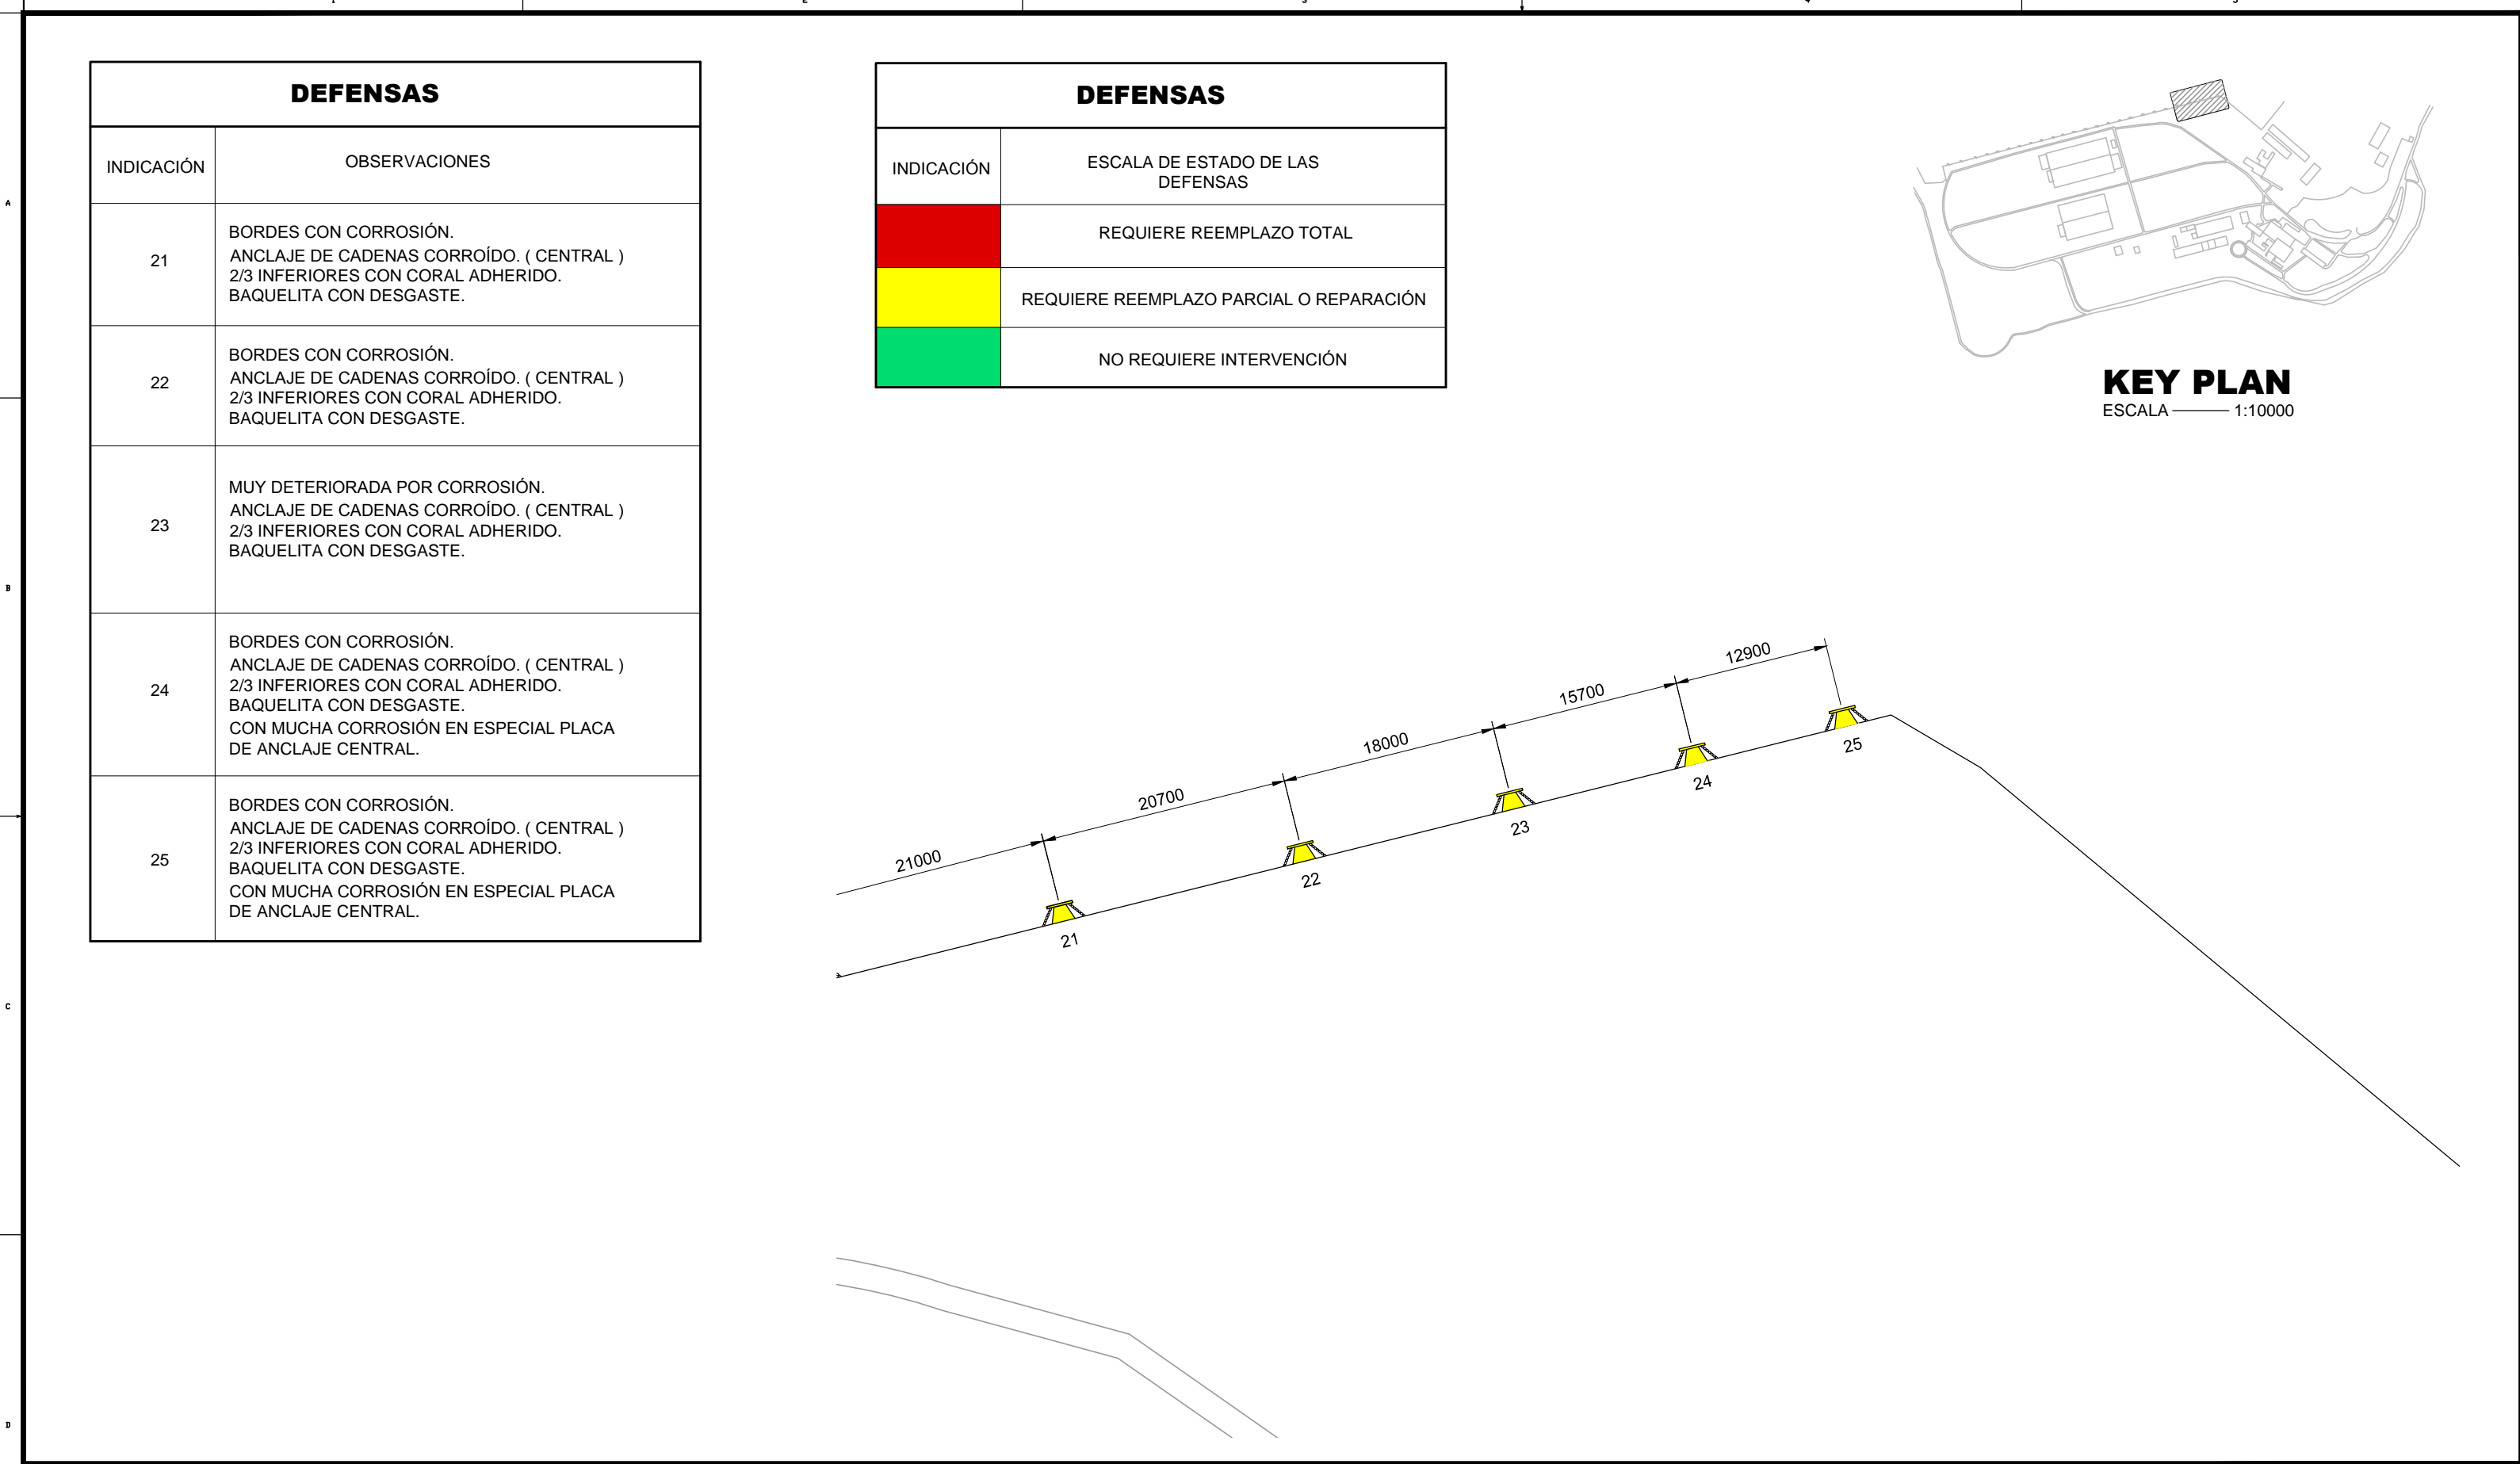 DEFENSAS
INDICACIÓN
OBSERVACIONES
21
BORDES CON CORROSIÓN.
ANCLAJE DE CADENAS CORROÍDO. ( CENTRAL )
2/3 INFERIORES CON CORAL ADHERIDO.
BAQUELITA CON DESGASTE.
22
BORDES CON CORROSIÓN.
ANCLAJE DE CADENAS CORROÍDO. ( CENTRAL )
2/3 INFERIORES CON CORAL ADHERIDO.
BAQUELITA CON DESGASTE.
23
MUY DETERIORADA POR CORROSIÓN.
ANCLAJE DE CADENAS CORROÍDO. ( CENTRAL )
2/3 INFERIORES CON CORAL ADHERIDO.
BAQUELITA CON DESGASTE.
24
BORDES CON CORROSIÓN.
ANCLAJE DE CADENAS CORROÍDO. ( CENTRAL )
2/3 INFERIORES CON CORAL ADHERIDO.
BAQUELITA CON DESGASTE.
CON MUCHA CORROSIÓN EN ESPECIAL PLACA
DE ANCLAJE CENTRAL.
25
BORDES CON CORROSIÓN.
ANCLAJE DE CADENAS CORROÍDO. ( CENTRAL )
2/3 INFERIORES CON CORAL ADHERIDO.
BAQUELITA CON DESGASTE.
CON MUCHA CORROSIÓN EN ESPECIAL PLACA
DE ANCLAJE CENTRAL.
DEFENSAS
INDICACIÓN
ESCALA DE ESTADO DE LAS
DEFENSAS
REQUIERE REEMPLAZO TOTAL
REQUIERE REEMPLAZO PARCIAL O REPARACIÓN
NO REQUIERE INTERVENCIÓN
KEY PLAN
ESCALA 1:10000
21000
20700
18000
15700
12900
21
22
23
24
25
A
B
C
D